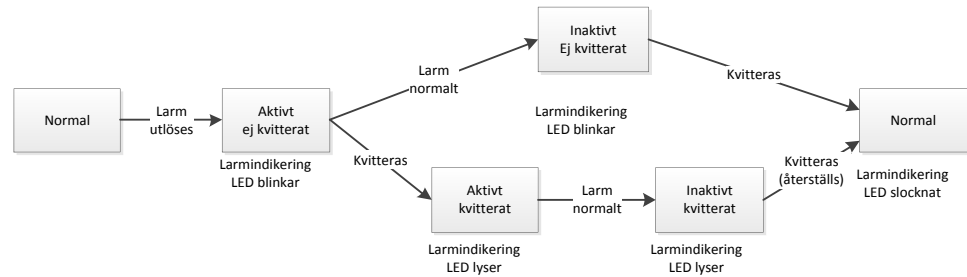 Inaktivt
Ej kvitterat
Larm
normalt
Kvitteras
Larmindikering
LED blinkar
Normal
Larm
utlöses
Aktivt
ej kvitterat
Larmindikering
LED blinkar
Normal
Larmindikering
LED slocknat
Kvitteras
Aktivt
kvitterat
Larmindikering
LED lyser
Larm
normalt
Inaktivt
kvitterat
Larmindikering
LED lyser
Kvitteras
(återställs)